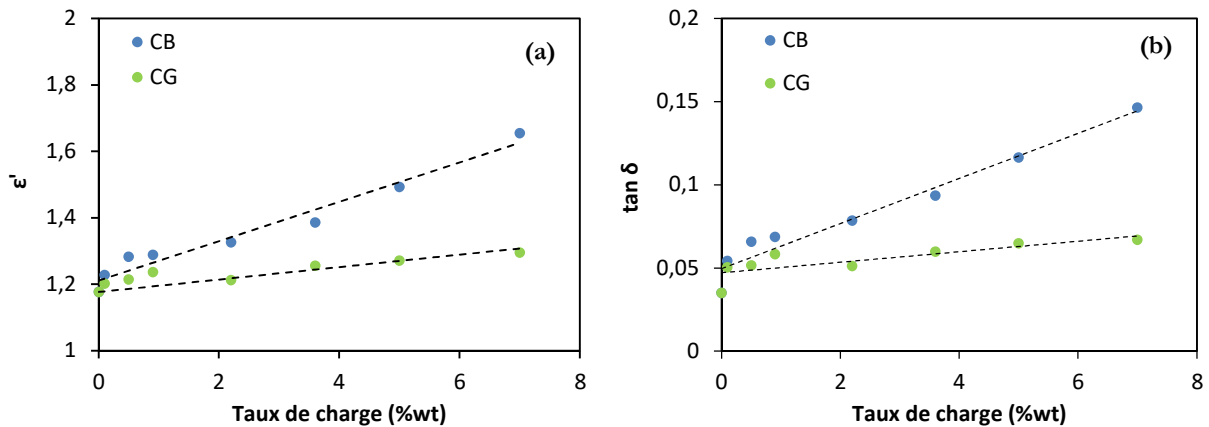 2
1,8
1,6
1,4
1,2
1
0
2
4
6
8
ε'
Taux de charge (%wt)
CB
CG
(a)
0,2
0,15
0,1
0,05
0
0
2
4
6
8
tan δ
Taux de charge (%wt)
CB
CG
(b)